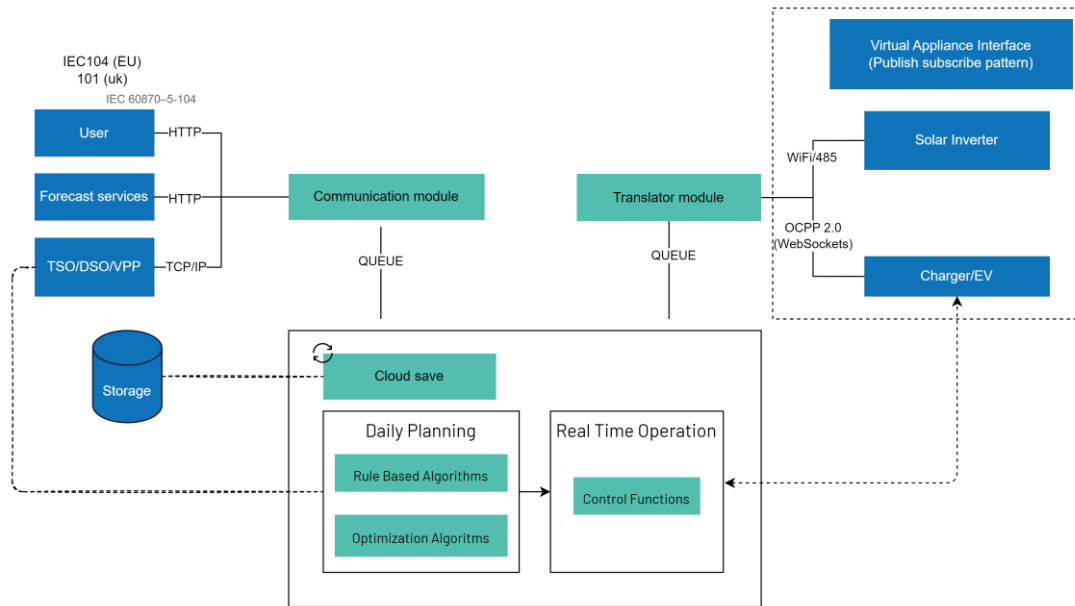 IEC104 (EU)
101 (uk)
IEC 60870–5-104
User
HTTP
Forecast services
HTTP
TSO/DSO/VPP
TCP/IP
Communication module
QUEUE
Translator module
QUEUE
Virtual Appliance Interface
(Publish subscribe pattern)
WiFi/485
Solar Inverter
OCPP 2.0
(WebSockets)
Charger/EV
Storage
Cloud save
Daily Planning
Rule Based Algorithms
Optimization Algoritms
Real Time Operation
Control Functions